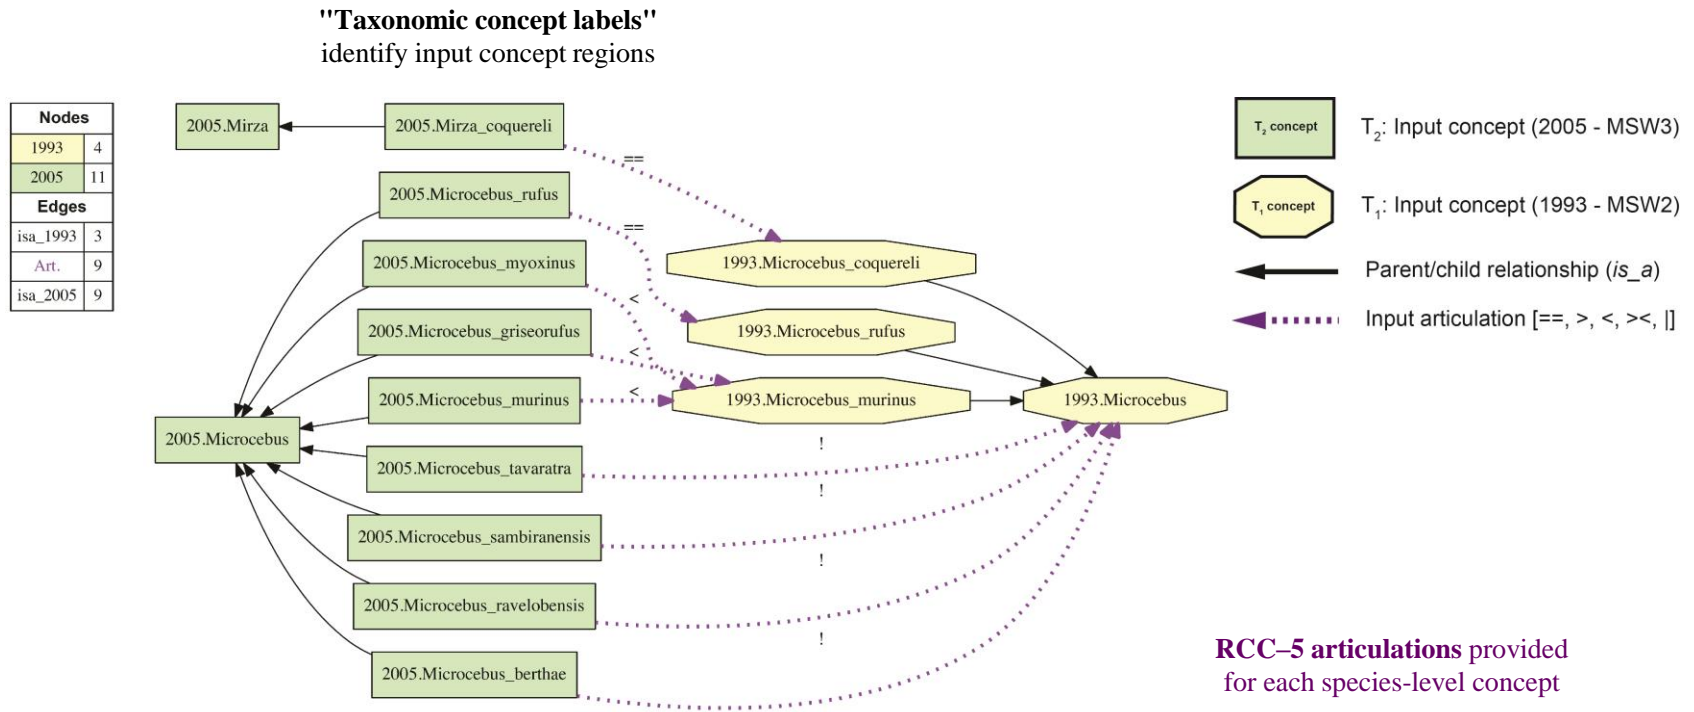 "Taxonomic concept labels"
identify input concept regions
Nodes
1993 4
2005 11
Edges
isa_1993 3
Art. 9
isa_2005 9
2005.Mirza
2005.Mirza_coquereli
2005.Microcebus_rufus
2005.Microcebus_myoxinus
2005.Microcebus_griseorufus
2005.Microcebus_murinus
2005.Microcebus
2005.Microcebus_tavaratra
2005.Microcebus_sambiranensis
2005.Microcebus_ravelobensis
2005.Microcebus_berthae
==
==
<
<
<
!
!
!
!
1993.Microcebus_coquereli
1993.Microcebus_rufus
1993.Microcebus_murinus
1993.Microcebus
T2 concept
T2: Input concept (2005 - MSW3)
T1 concept
T1: Input concept (1993 - MSW2)
Parent/child relationship (is_a)
Input articulation [==, >, <, ><, |]
RCC–5 articulations provided
for each species-level concept